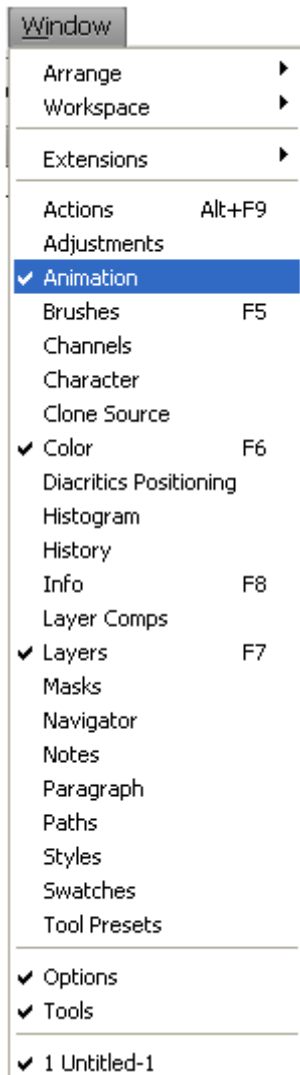 Window
Arrange
Workspace
Extensions
Actions Alt+F9
Adjustments
Animation
Brushes F5
Channels
Character
Clone Source
Color F6
Diacritics Positioning
Histogram
History
Info F8
Layer Comps
Layers F7
Masks
Navigator
Notes
Paragraph
Paths
Styles
Swatches
Tool Presets
Options
Tools
1 Untitled-1